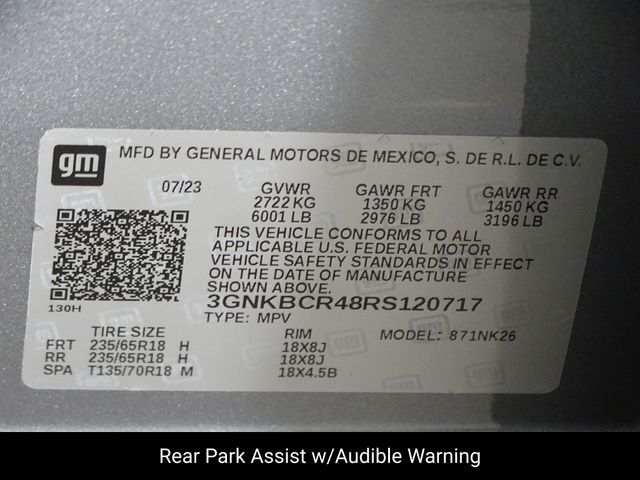 gm MFD BY GENERAL MOTORS DE MEXICO, S. DE R.L. DE C.V.
07/23 GVWR GAWR FRT GAWR RR
2722 KG 1350 KG 1450 KG
6001 LB 2976 LB 3196 LB
THIS VEHICLE CONFORMS TO ALL
APPLICABLE U.S. FEDERAL MOTOR
VEHICLE SAFETY STANDARDS IN EFFECT
ON THE DATE OF MANUFACTURE
SHOWN ABOVE.
3GNKBCR48RS120717
130H
TYPE: MPV
TIRE SIZE RIM MODEL: 871NK26
FRT 235/65R18 H 18X8J
RR 235/65R18 H 18X8J
SPA T135/70R18 M 18X4.5B
Rear Park Assist w/Audible Warning